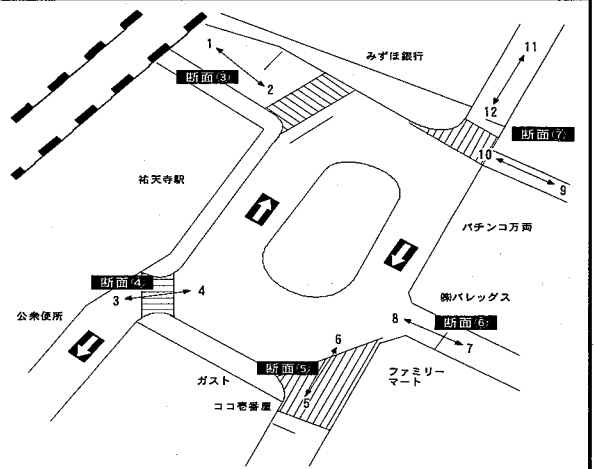 みずほ銀行
1
11
断面(3)
2
12
断面(7)
10
9
祐天寺駅
パチンコ万両
断面(4)
3
4
㈱バレッグス
公衆便所
8
断面(6)
7
6
断面(5)
ガスト
5
ココ壱番屋
ファミリー
マート